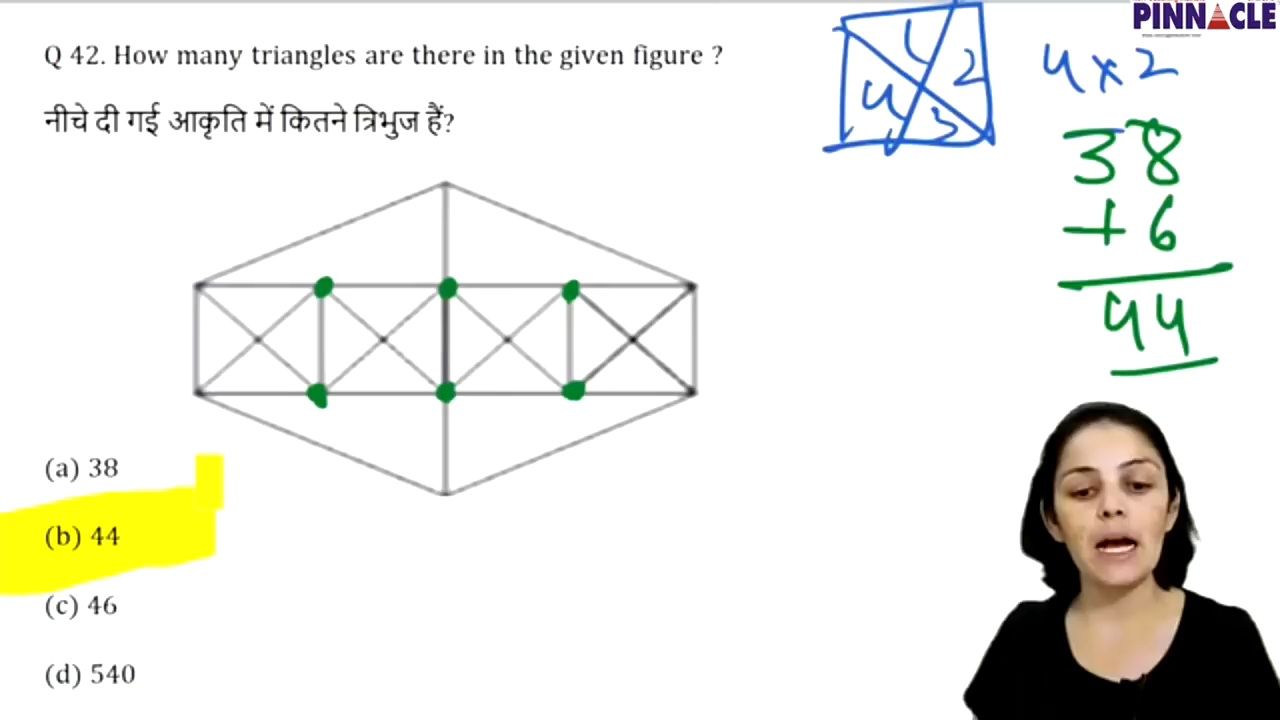 PINNACLE
Q 42. How many triangles are there in the given figure ?
नीचे दी गई आकृति में कितने त्रिभुज हैं?
1
2
3
4
4 x 2
38
+ 6
44
(a) 38
(b) 44
(c) 46
(d) 540